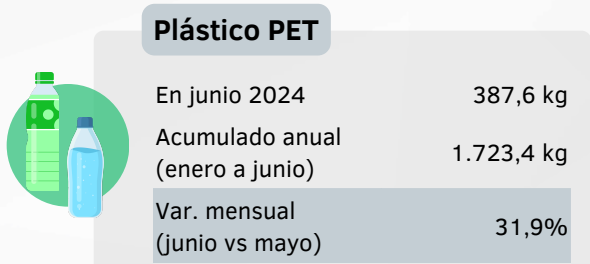 Plástico PET
En junio 2024 387,6 kg
Acumulado anual
(enero a junio) 1.723,4 kg
Var. mensual
(junio vs mayo) 31,9%